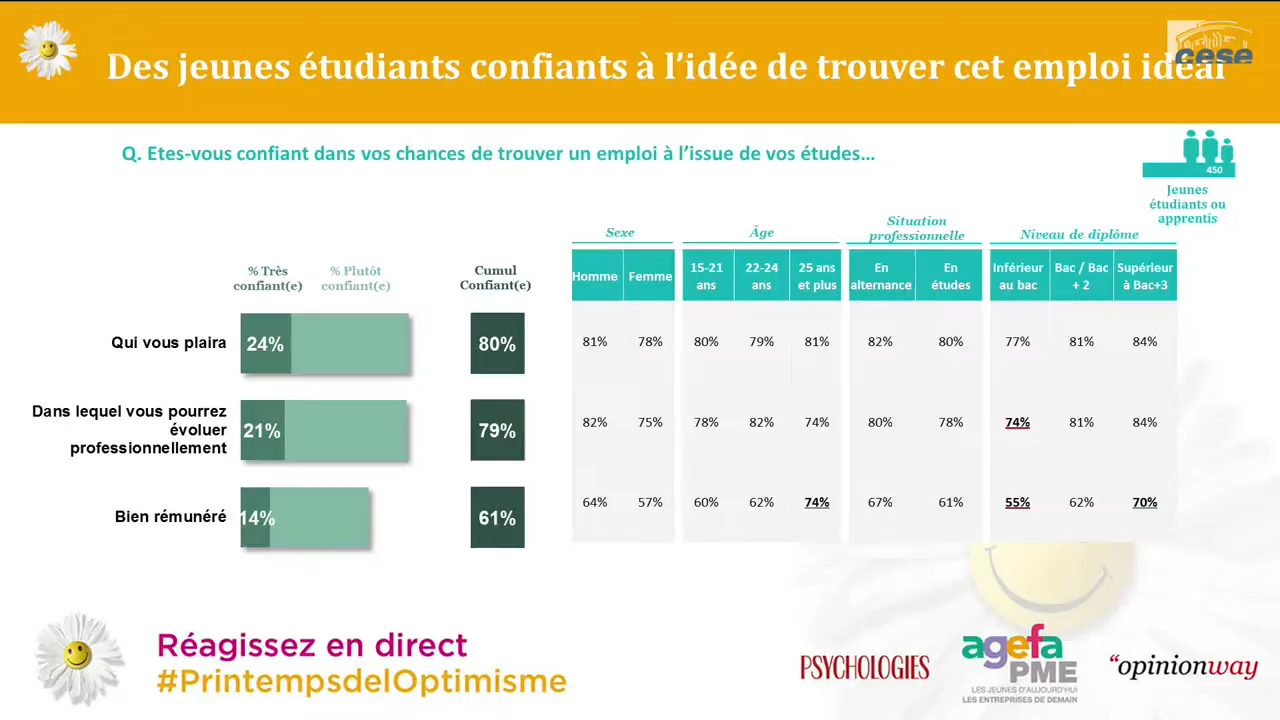 cese
Des jeunes étudiants confiants à l'idée de trouver cet emploi idéal
Q. Etes-vous confiant dans vos chances de trouver un emploi à l'issue de vos études…
450
Jeunes
étudiants ou
apprentis
% Très
confiant(e)
% Plutôt
confiant(e)
Cumul
Confiant(e)
Sexe
Âge
Situation
professionnelle
Niveau de diplôme
Homme
Femme
15-21
ans
22-24
ans
25 ans
et plus
En
alternance
En
études
Inférieur
au bac
Bac / Bac
+ 2
Supérieur
à Bac+3
Qui vous plaira
24%
80%
81% 78% 80% 79% 81% 82% 80% 77% 81% 84%
Dans lequel vous pourrez
évoluer
professionnellement
21%
79%
82% 75% 78% 82% 74% 80% 78% 74% 81% 84%
Bien rémunéré
14%
61%
64% 57% 60% 62% 74% 67% 61% 55% 62% 70%
Réagissez en direct
#PrintempsdelOptimisme
PSYCHOLOGIES
agefa
PME
LES JEUNES D'AUJOURD'HUI
LES ENTREPRISES DE DEMAIN
“opinionway